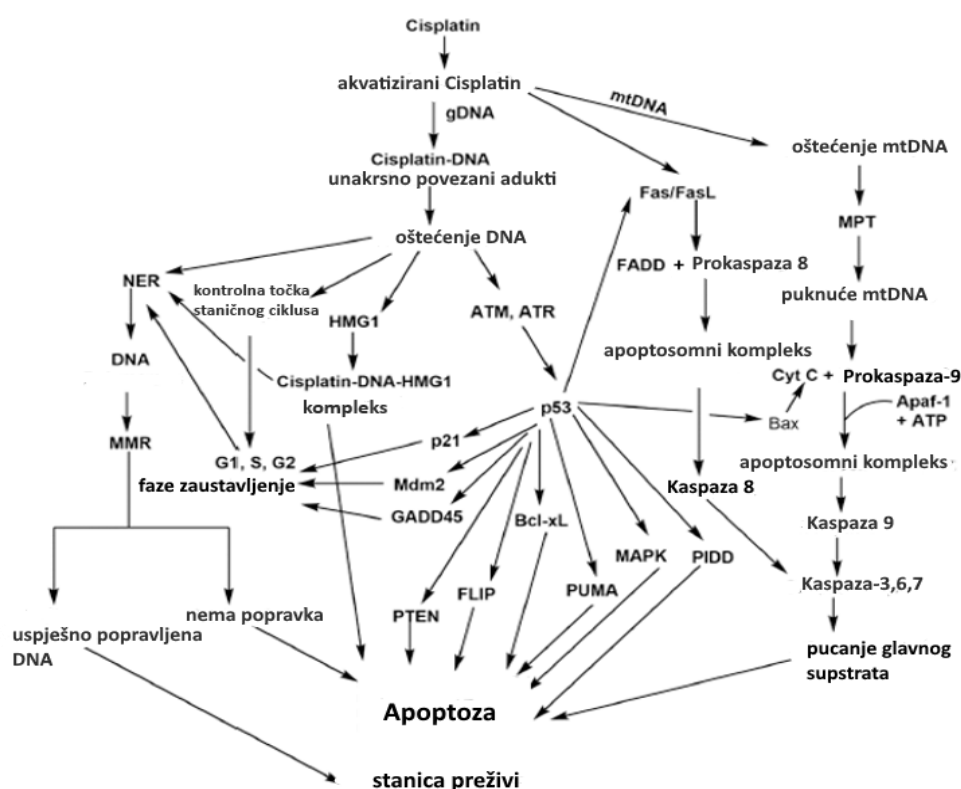 Cisplatin
akvatizirani Cisplatin
gDNA
mtDNA
Cisplatin-DNA
unakrsno povezani adukti
oštećenje mtDNA
Fas/FasL
MPT
oštećenje DNA
NER
kontrolna točka
staničnog ciklusa
HMG1
ATM, ATR
FADD + Prokaspaza 8
puknuće mtDNA
DNA
Cisplatin-DNA-HMG1
kompleks
apoptosomni kompleks
Cyt C + Prokaspaza-9
p53
Bax
Apaf-1
+ ATP
MMR
p21
G1, S, G2
faze zaustavljenje
Mdm2
GADD45
Bcl-xL
Kaspaza 8
apoptosomni kompleks
Kaspaza 9
MAPK
PIDD
PUMA
FLIP
PTEN
Kaspaza-3,6,7
uspješno popravljena
DNA
nema popravka
pucanje glavnog
supstrata
Apoptoza
stanica preživi